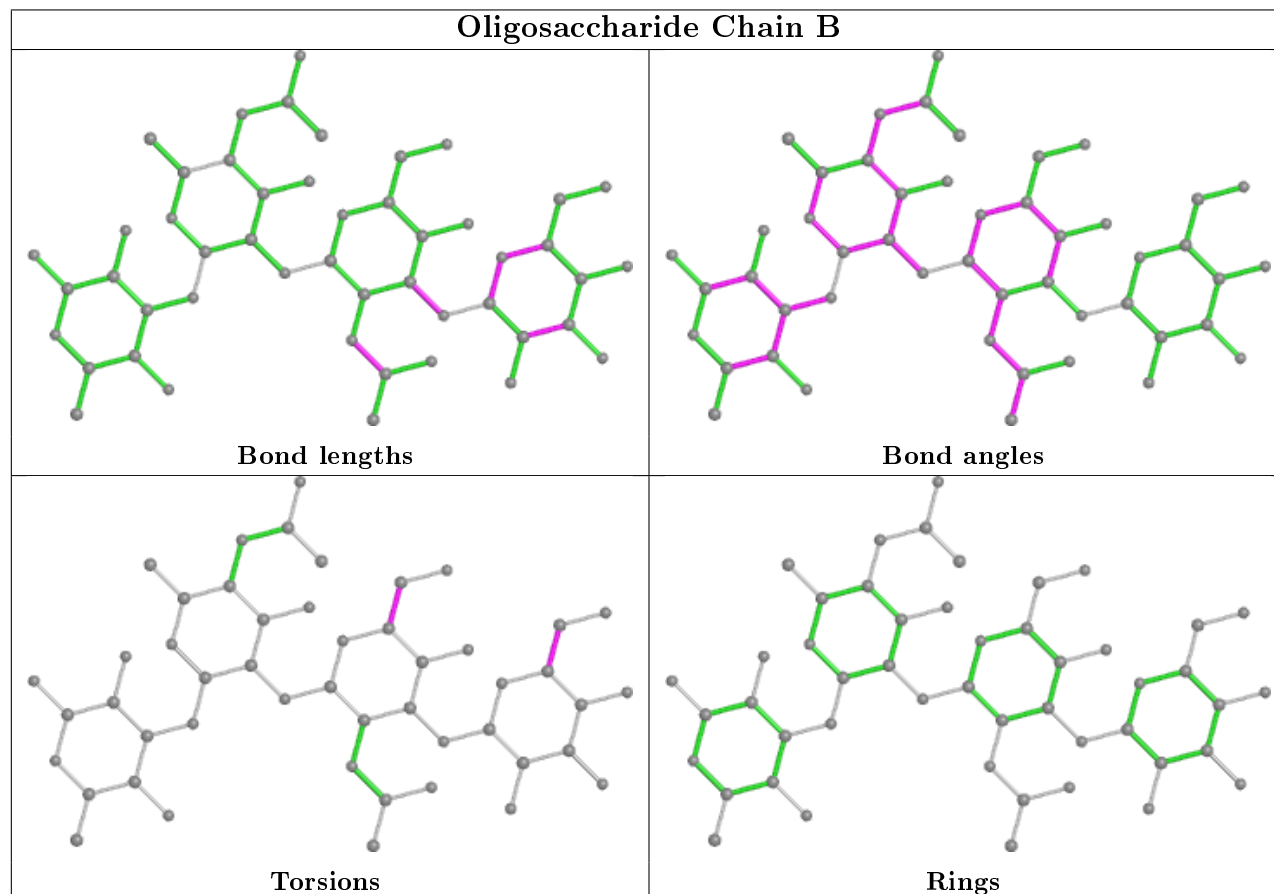 Oligosaccharide Chain B
Bond lengths
Bond angles
Torsions
Rings